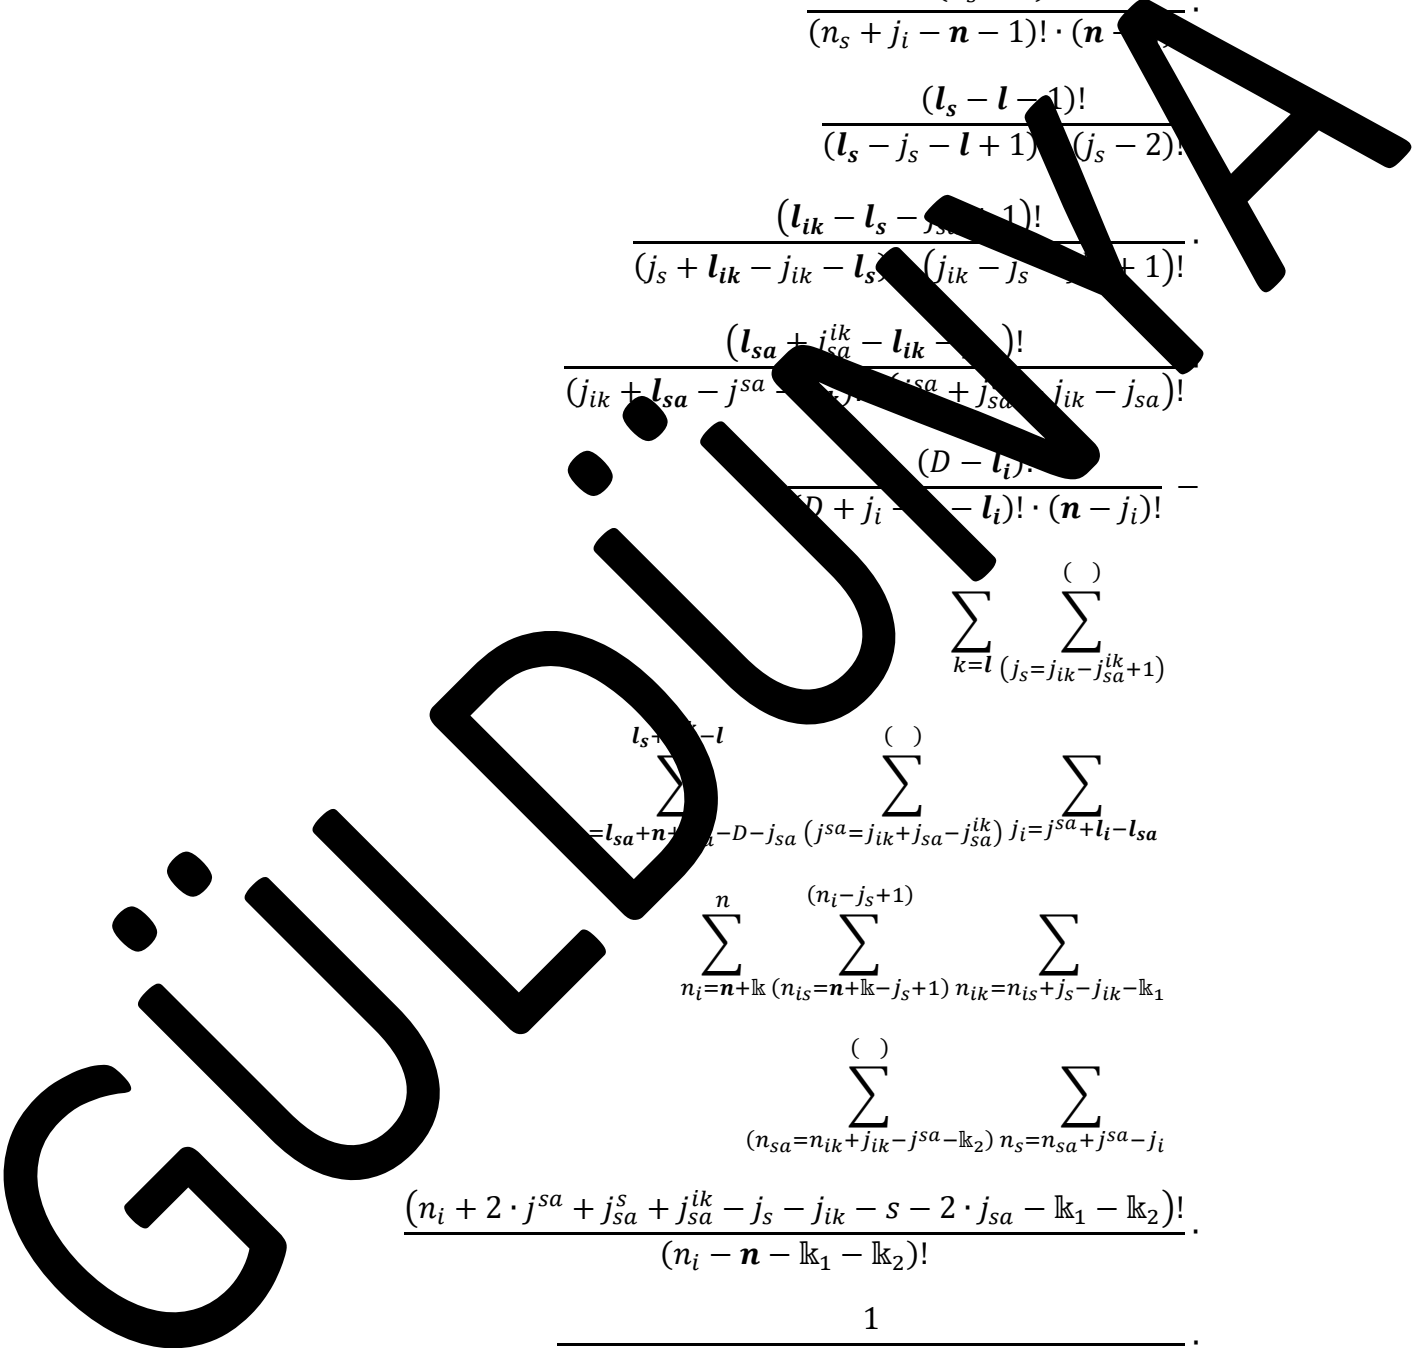 (n_s + j_i − n − 1)! · (n
(l_s − l − 1)!
(l_s − j_s − l + 1) (j_s − 2)!
(l_ik − l_s − 1)!
(j_s + l_ik − j_ik − l_s) (j_ik − j_s + 1)! ·
(l_sa + j_sa^ik − l_ik − )!
(j_ik + l_sa − j^sa − (j^sa + j_sa j_ik − j_sa)!
(D − l_i)!
(D + j_i − l_i)! · (n − j_i)! −
( )
∑ ∑
k=l (j_s=j_ik−j_sa^ik+1)
l_s+ −l ( )
∑ ∑ ∑
=l_sa+n+ −D−j_sa (j^sa=j_ik+j_sa−j_sa^ik) j_i=j^sa+l_i−l_sa
n (n_i−j_s+1)
∑ ∑ ∑
n_i=n+𝕜 (n_is=n+𝕜−j_s+1) n_ik=n_is+j_s−j_ik−𝕜_1
( )
∑ ∑
(n_sa=n_ik+j_ik−j^sa−𝕜_2) n_s=n_sa+j^sa−j_i
(n_i + 2 · j^sa + j_sa^s + j_sa^ik − j_s − j_ik − s − 2 · j_sa − 𝕜_1 − 𝕜_2)!
(n_i − n − 𝕜_1 − 𝕜_2)! ·
1
GÜLDÜNYA